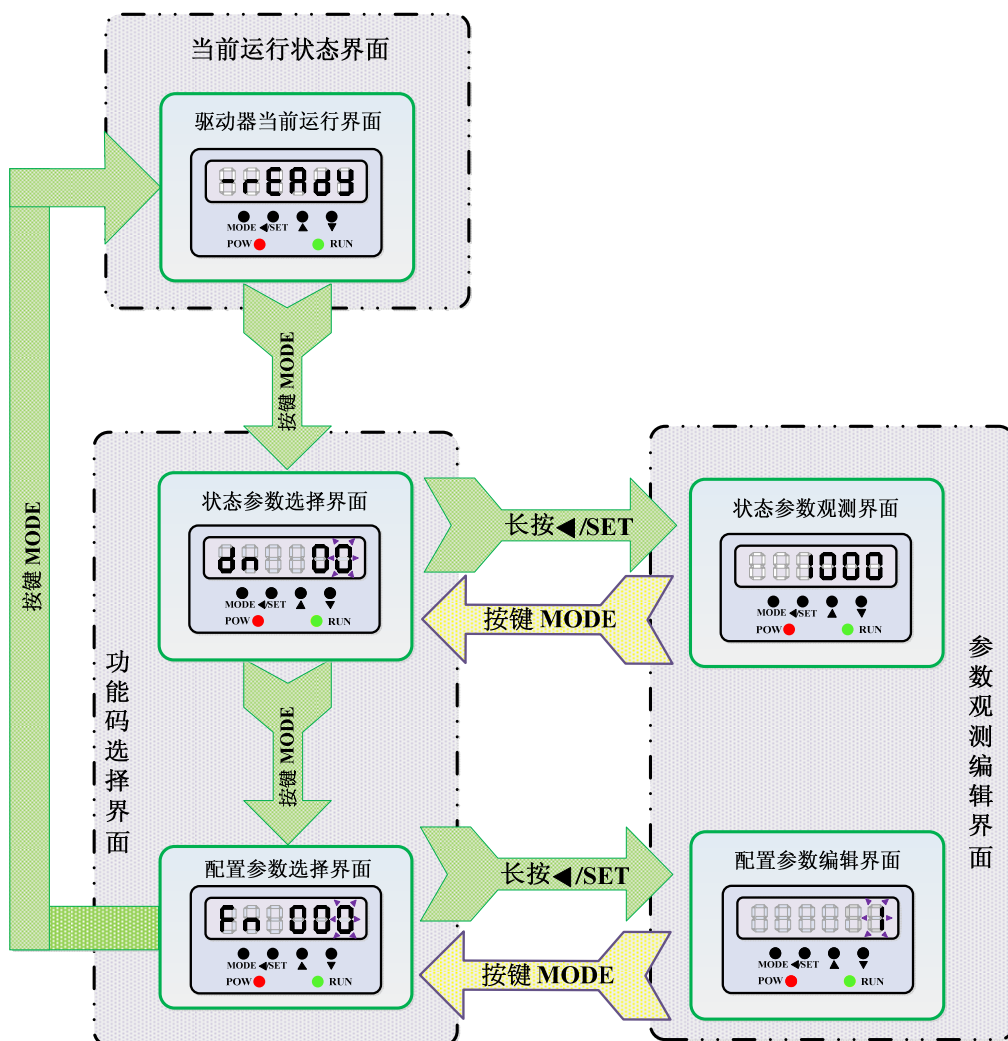 当前运行状态界面
驱动器当前运行界面
-rEAdy
MODE ◀/SET ▲ ▼
POW RUN
按键 MODE
按键 MODE
功能码选择界面
状态参数选择界面
dn 00
MODE ◀/SET ▲ ▼
POW RUN
长按◀/SET
按键 MODE
状态参数观测界面
1000
MODE ◀/SET ▲ ▼
POW RUN
参数观测编辑界面
按键 MODE
配置参数选择界面
Fn 000
MODE ◀/SET ▲ ▼
POW RUN
长按◀/SET
按键 MODE
配置参数编辑界面
1
MODE ◀/SET ▲ ▼
POW RUN